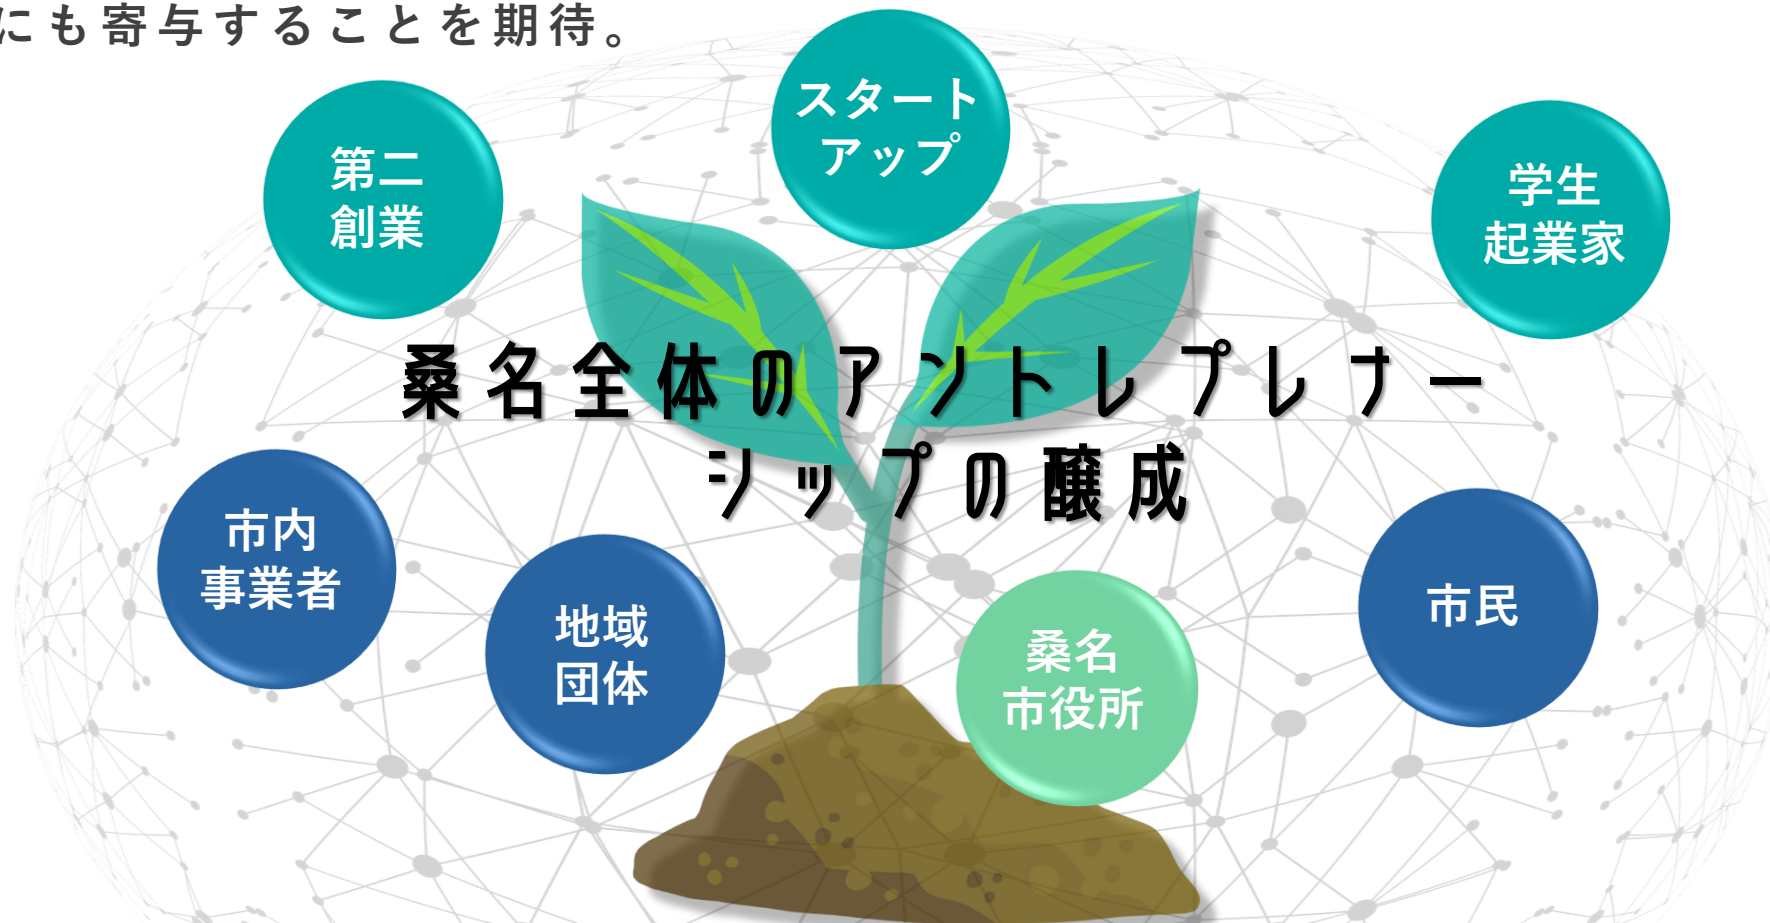 にも寄与することを期待。
スタート
アップ
第二
創業
学生
起業家
桑名全体のアントレプレナー
シップの醸成
市内
事業者
地域
団体
桑名
市役所
市民